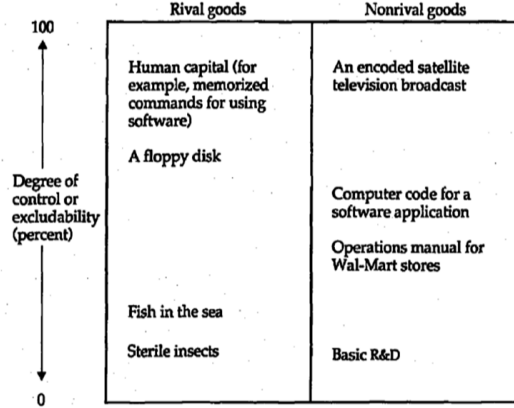 Rival goods
Nonrival goods
100
Degree of
control or
excludability
(percent)
0
Human capital (for
example, memorized
commands for using
software)
A floppy disk
Fish in the sea
Sterile insects
An encoded satellite
television broadcast
Computer code for a
software application
Operations manual for
Wal-Mart stores
Basic R&D